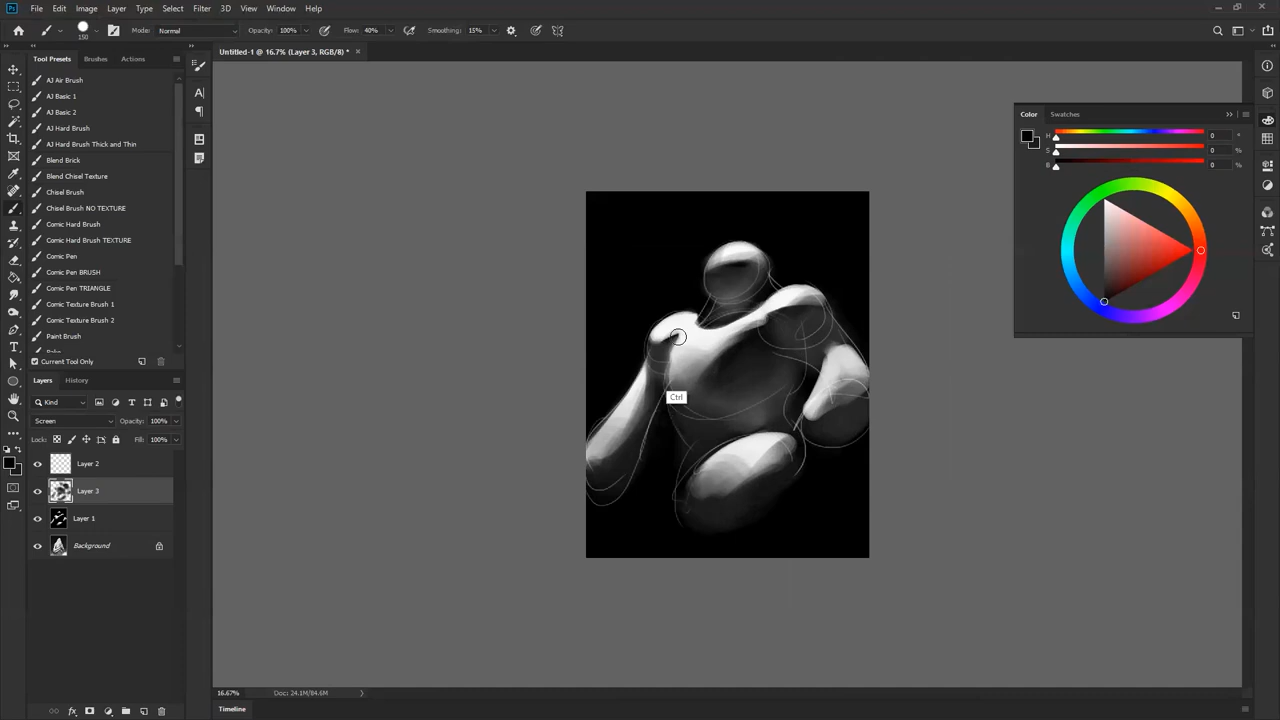 Ps File Edit Image Layer Type Select Filter 3D View Window Help
150 Mode: Normal Opacity: 100% Flow: 40% Smoothing: 15%
Untitled-1 @ 16.7% (Layer 3, RGB/8) *
Tool Presets Brushes Actions
AJ Air Brush
AJ Basic 1
AJ Basic 2
AJ Hard Brush
AJ Hard Brush Thick and Thin
Blend Brick
Blend Chisel Texture
Chisel Brush
Chisel Brush NO TEXTURE
Comic Hard Brush
Comic Hard Brush TEXTURE
Comic Pen
Comic Pen BRUSH
Comic Pen TRIANGLE
Comic Texture Brush 1
Comic Texture Brush 2
Paint Brush
Current Tool Only
Layers History
Kind
Screen Opacity: 100%
Lock: Fill: 100%
Layer 2
Layer 3
Layer 1
Background
Ctrl
Color Swatches
H 0 °
S 0 %
B 0 %
16.67% Doc: 24.1M/84.6M
Timeline